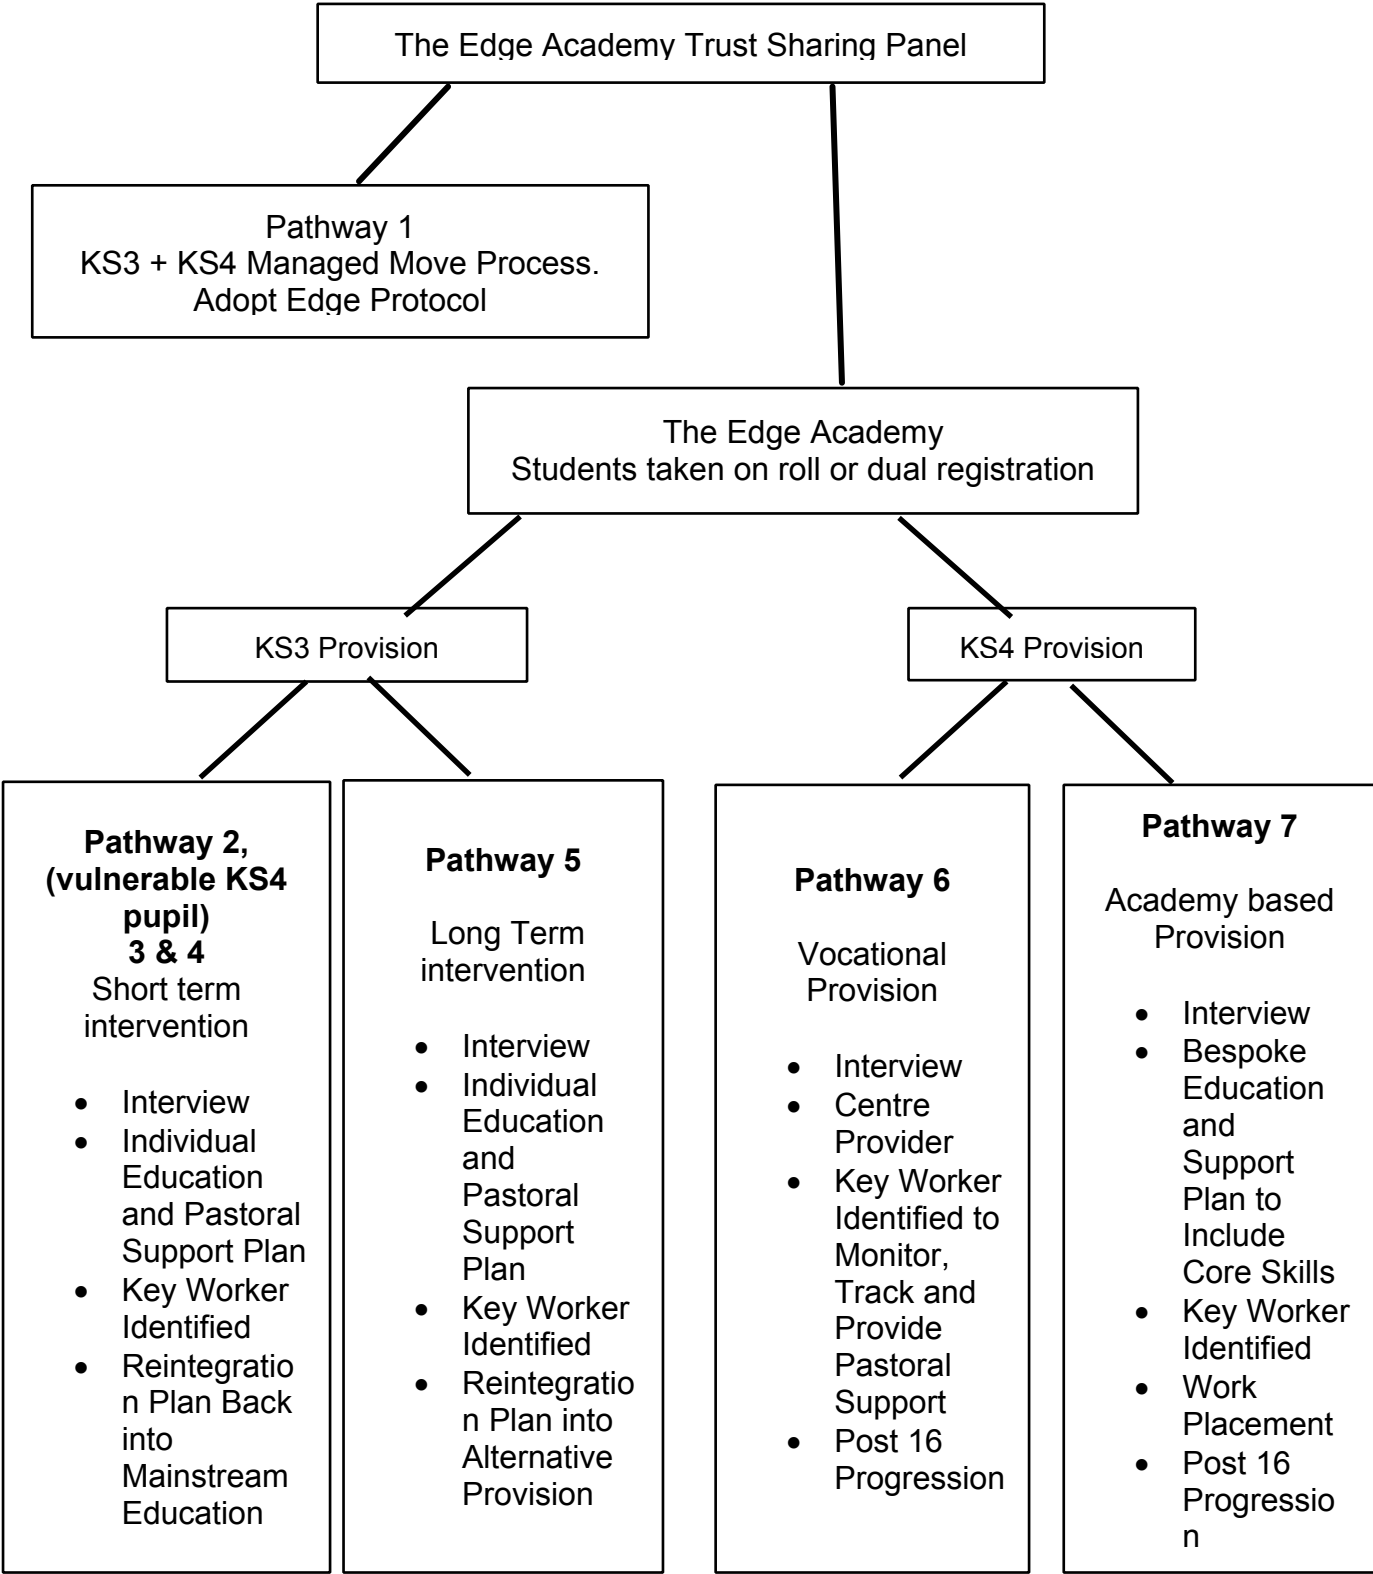 The Edge Academy Trust Sharing Panel
Pathway 1
KS3 + KS4 Managed Move Process.
Adopt Edge Protocol
The Edge Academy
Students taken on roll or dual registration
KS3 Provision
KS4 Provision
Pathway 2,
(vulnerable KS4
pupil)
3 & 4
Short term
intervention
• Interview
• Individual
Education
and Pastoral
Support Plan
• Key Worker
Identified
• Reintegratio
n Plan Back
into
Mainstream
Education
Pathway 5
Long Term
intervention
• Interview
• Individual
Education
and
Pastoral
Support
Plan
• Key Worker
Identified
• Reintegratio
n Plan into
Alternative
Provision
Pathway 6
Vocational
Provision
• Interview
• Centre
Provider
• Key Worker
Identified to
Monitor,
Track and
Provide
Pastoral
Support
• Post 16
Progression
Pathway 7
Academy based
Provision
• Interview
• Bespoke
Education
and
Support
Plan to
Include
Core Skills
• Key Worker
Identified
• Work
Placement
• Post 16
Progressio
n